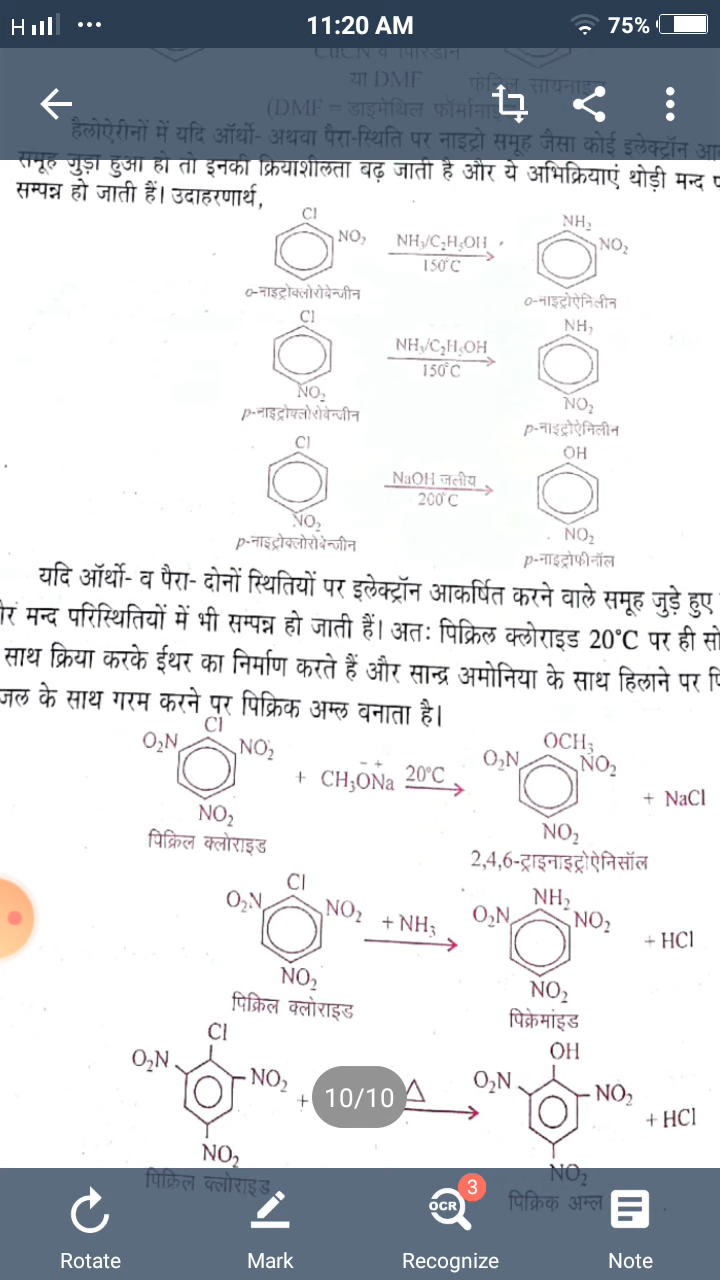 H
11:20 AM
75%
CuCN व पिरिडीन
या DMF
फेनिल सायनाइड
(DMF = डाइमेथिल
हैलोऐरीनों में यदि ऑर्थो- अथवा पैरा-स्थिति पर नाइट्रो समूह जैसा कोई इलेक्ट्रॉन
समूह जुड़ा हुआ हो तो इनकी क्रियाशीलता बढ़ जाती है और ये अभिक्रियाएं थोड़ी मन्द
सम्पन्न हो जाती हैं। उदाहरणार्थ,
Cl NO₂ NH₃/C₂H₅OH 150°C NH₂ NO₂
o-नाइट्रोक्लोरोबेन्जीन o-नाइट्रोऐनिलीन
Cl NH₃/C₂H₅OH 150°C NH₂
NO₂ NO₂
p-नाइट्रोक्लोरोबेन्जीन p-नाइट्रोऐनिलीन
Cl NaOH जलीय 200°C OH
NO₂ NO₂
p-नाइट्रोक्लोरोबेन्जीन p-नाइट्रोफीनॉल
यदि ऑर्थो- व पैरा- दोनों स्थितियों पर इलेक्ट्रॉन आकर्षित करने वाले समूह जुड़े हुए
मन्द परिस्थितियों में भी सम्पन्न हो जाती हैं। अतः पिक्रिल क्लोराइड 20°C पर ही
साथ क्रिया करके ईथर का निर्माण करते हैं और सान्द्र अमोनिया के साथ हिलाने पर
जल के साथ गरम करने पर पिक्रिक अम्ल बनाता है।
Cl OCH₃
O₂N NO₂ + CH₃O⁻Na⁺ 20°C O₂N NO₂ + NaCl
NO₂ NO₂
पिक्रिल क्लोराइड 2,4,6-ट्राइनाइट्रोऐनिसॉल
Cl NH₂
O₂N NO₂ + NH₃ O₂N NO₂ + HCl
NO₂ NO₂
पिक्रिल क्लोराइड पिक्रेमांइड
Cl OH
O₂N NO₂ + Δ O₂N NO₂ + HCl
10/10
NO₂ NO₂
पिक्रिल क्लोराइड पिक्रिक अम्ल
OCR
3
Rotate Mark Recognize Note